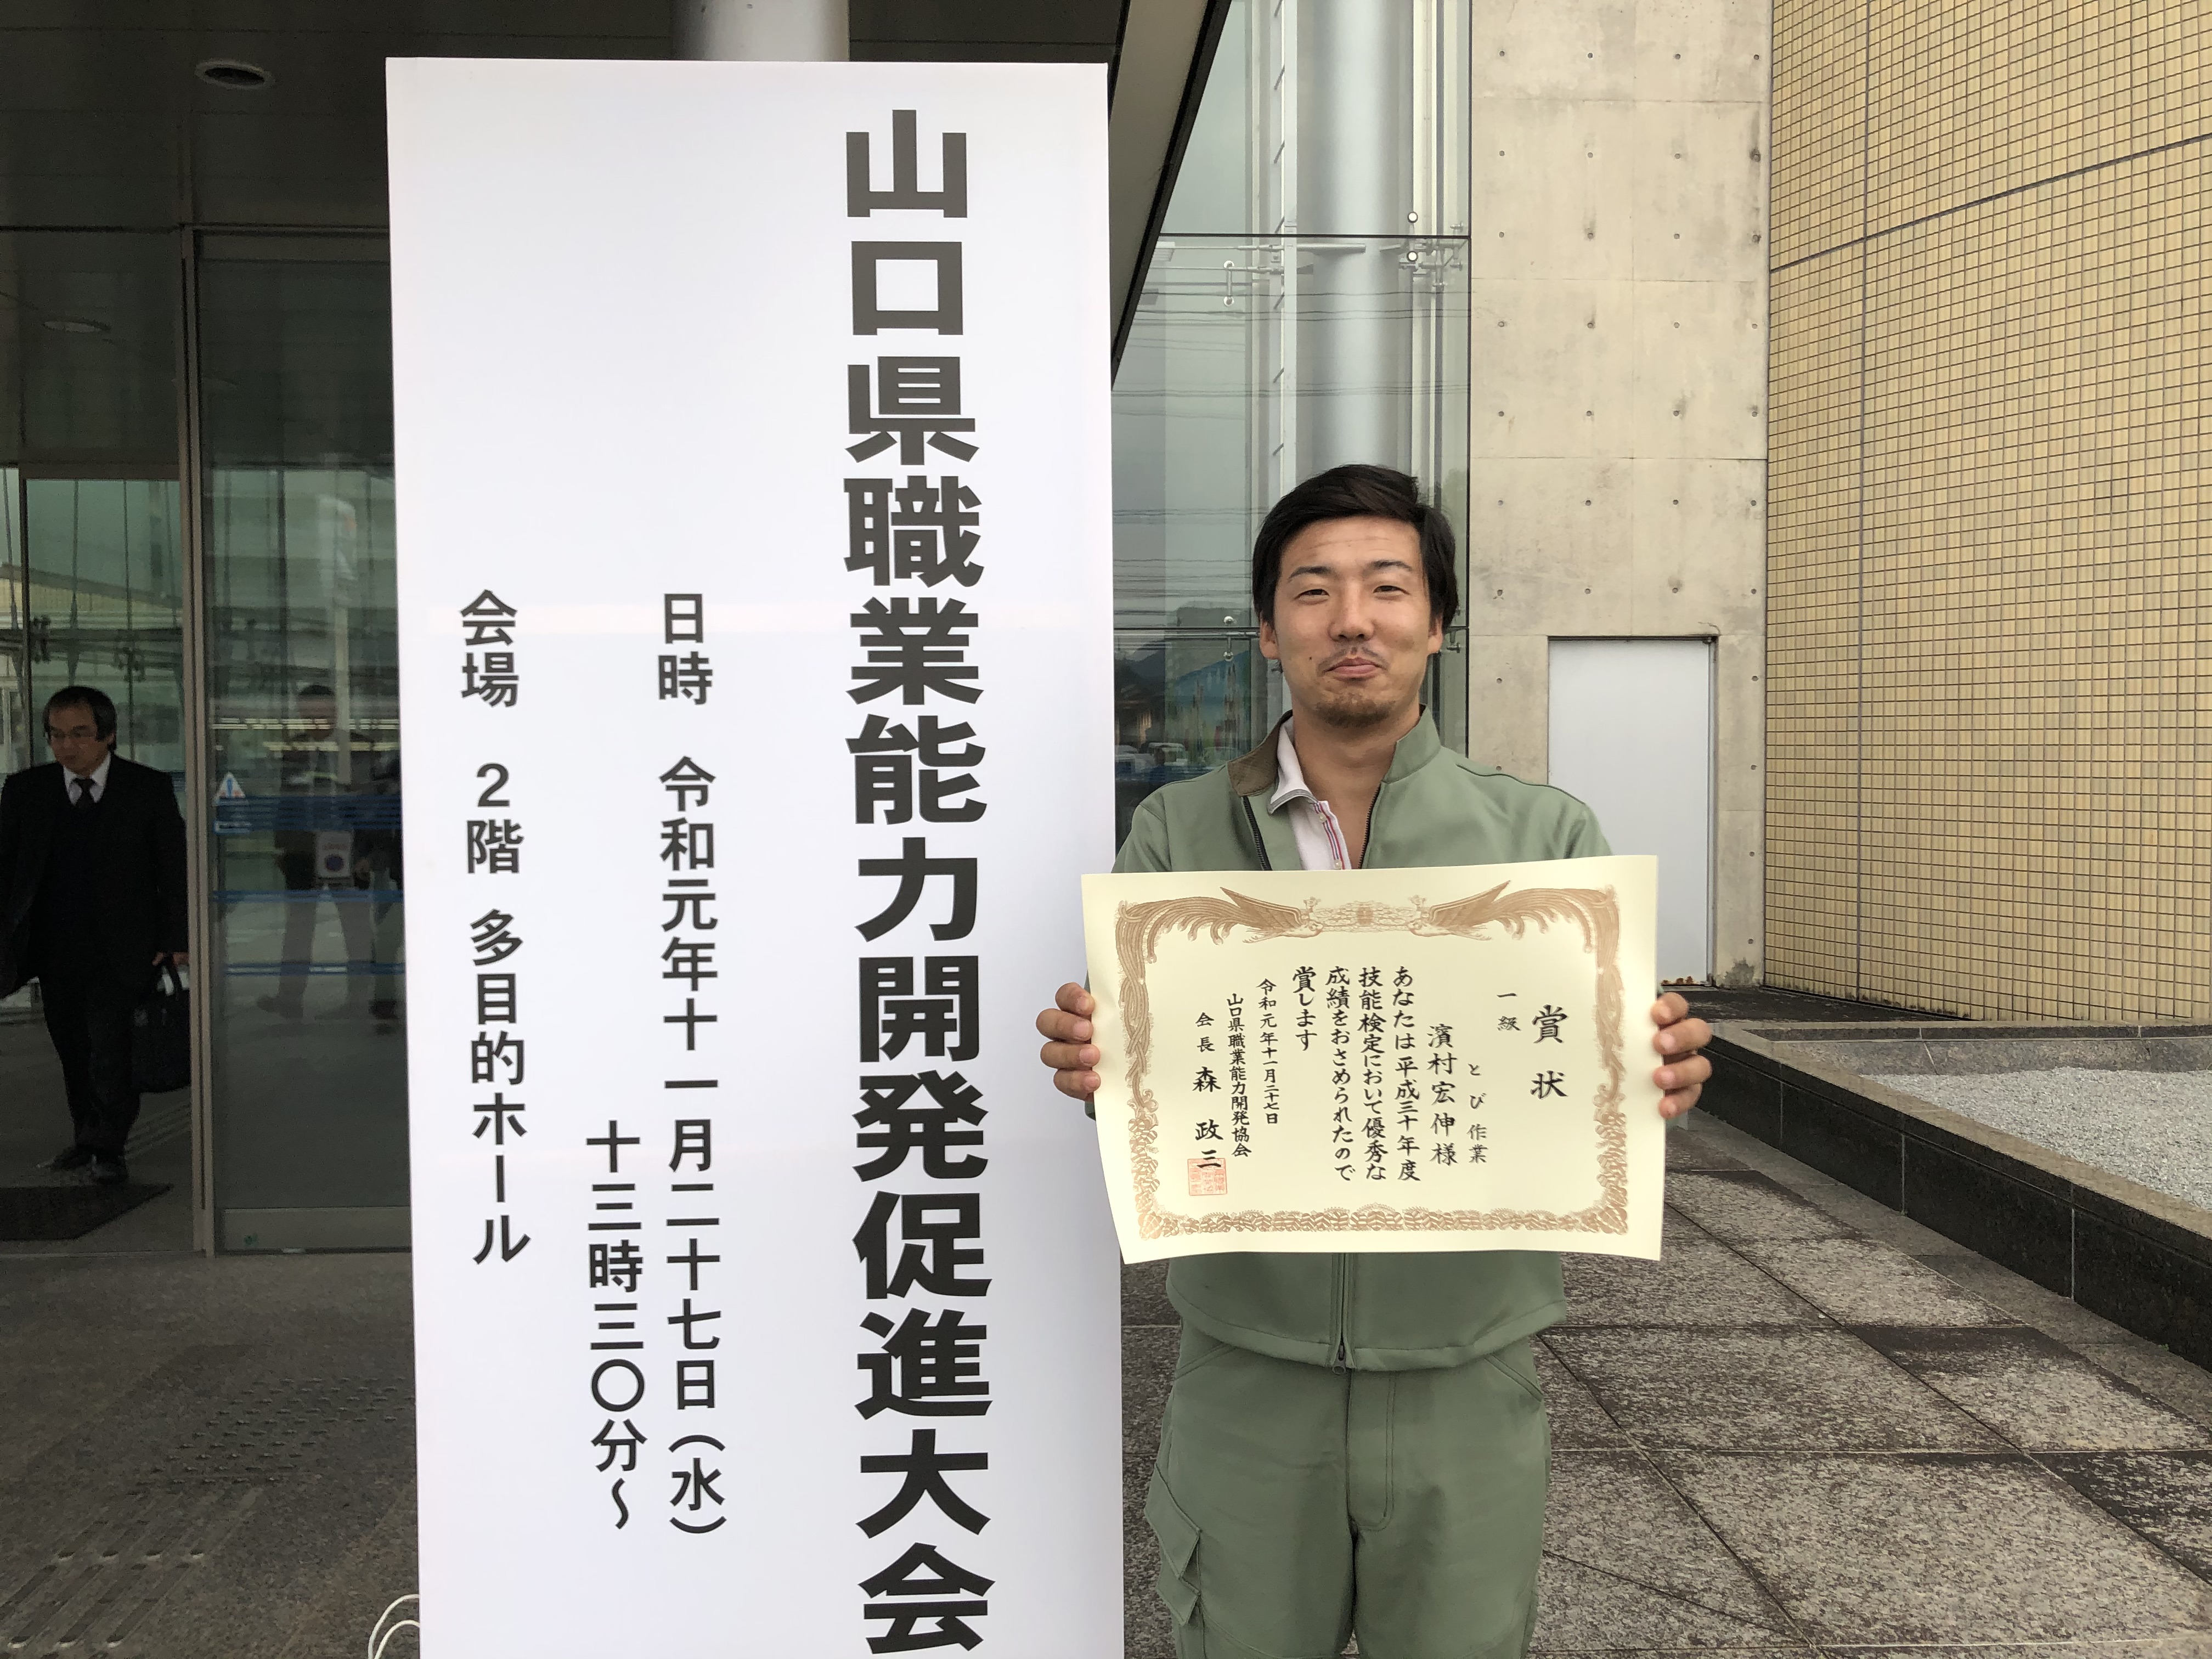 山口県職業能力開発促進大会
日時 令和元年十一月二十七日(水)
十三時三〇分〜
会場 2階 多目的ホール
賞状
一級 とび作業
濱村宏伸様
あなたは平成三十年度
技能検定において優秀な
成績をおさめられたので
賞します
令和元年十一月二十七日
山口県職業能力開発協会
会長 森 政三